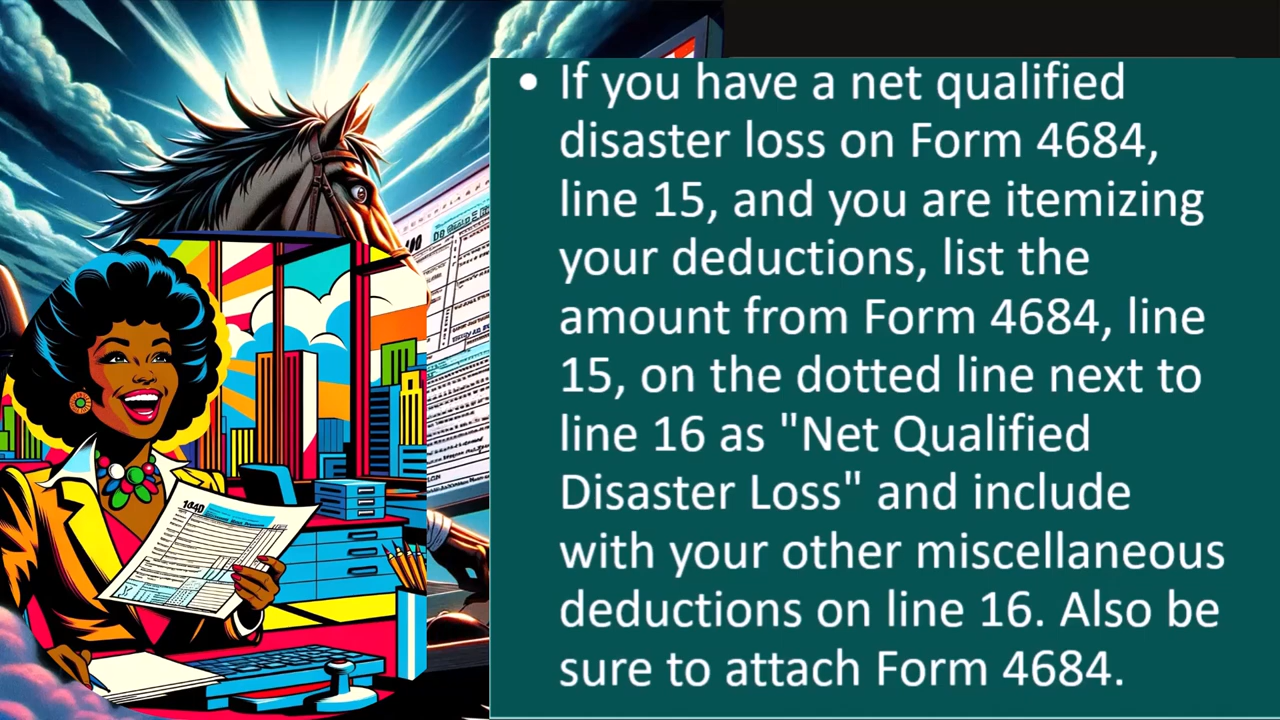 • If you have a net qualified
disaster loss on Form 4684,
line 15, and you are itemizing
your deductions, list the
amount from Form 4684, line
15, on the dotted line next to
line 16 as "Net Qualified
Disaster Loss" and include
with your other miscellaneous
deductions on line 16. Also be
sure to attach Form 4684.
1040